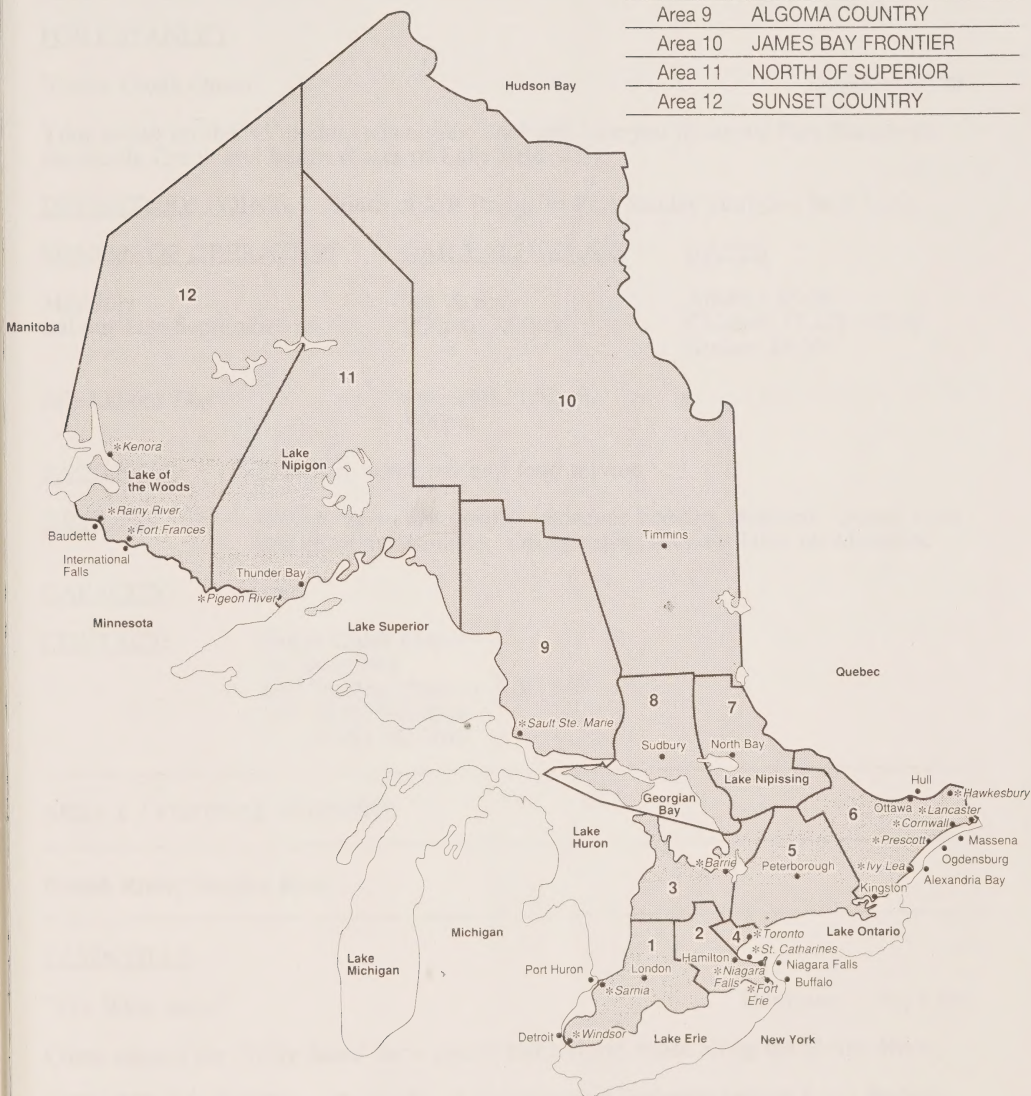 Area 9 ALGOMA COUNTRY
Area 10 JAMES BAY FRONTIER
Area 11 NORTH OF SUPERIOR
Area 12 SUNSET COUNTRY
Hudson Bay
12
Manitoba
11
10
*Kenora
Lake of
the Woods
Lake
Nipigon
*Rainy River
Baudette
*Fort Frances
International
Falls
Timmins
Thunder Bay
*Pigeon River
Minnesota
Lake Superior
9
Quebec
8
7
*Sault Ste. Marie
Sudbury
North Bay
Lake Nipissing
Hull
Ottawa
*Hawkesbury
*Lancaster
*Cornwall
Georgian
Bay
6
Lake
Huron
*Prescott
Massena
Ogdensburg
5
Peterborough
*Barrie
*Ivy Lea
Alexandria Bay
Kingston
3
Lake Ontario
Michigan
Lake
Michigan
1
2
4
*Toronto
*St. Catharines
Hamilton
Port Huron
London
*Niagara
Falls
Niagara Falls
*Sarnia
*Fort
Erie
Buffalo
Detroit
*Windsor
Lake Erie
New York